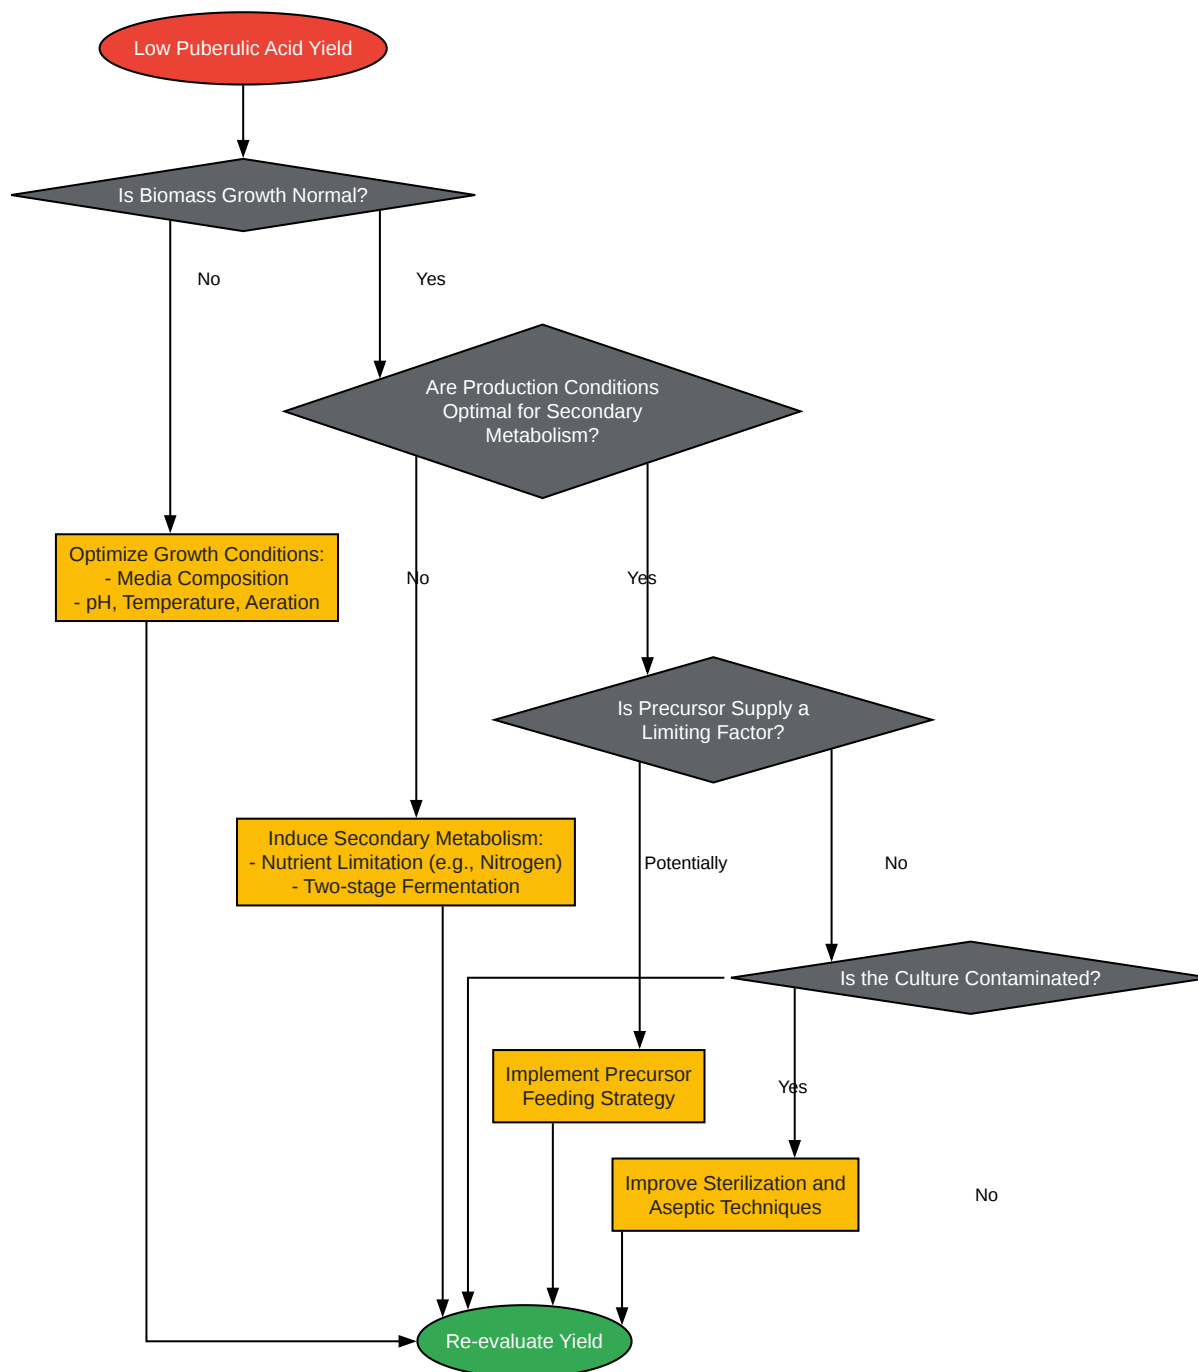 Low Puberulic Acid Yield
Is Biomass Growth Normal?
No
Yes
Are Production Conditions
Optimal for Secondary
Metabolism?
Optimize Growth Conditions:
- Media Composition
- pH, Temperature, Aeration
No
Yes
Is Precursor Supply a
Limiting Factor?
Induce Secondary Metabolism:
- Nutrient Limitation (e.g., Nitrogen)
- Two-stage Fermentation
Potentially
No
Is the Culture Contaminated?
Implement Precursor
Feeding Strategy
Yes
Improve Sterilization and
Aseptic Techniques
No
Re-evaluate Yield